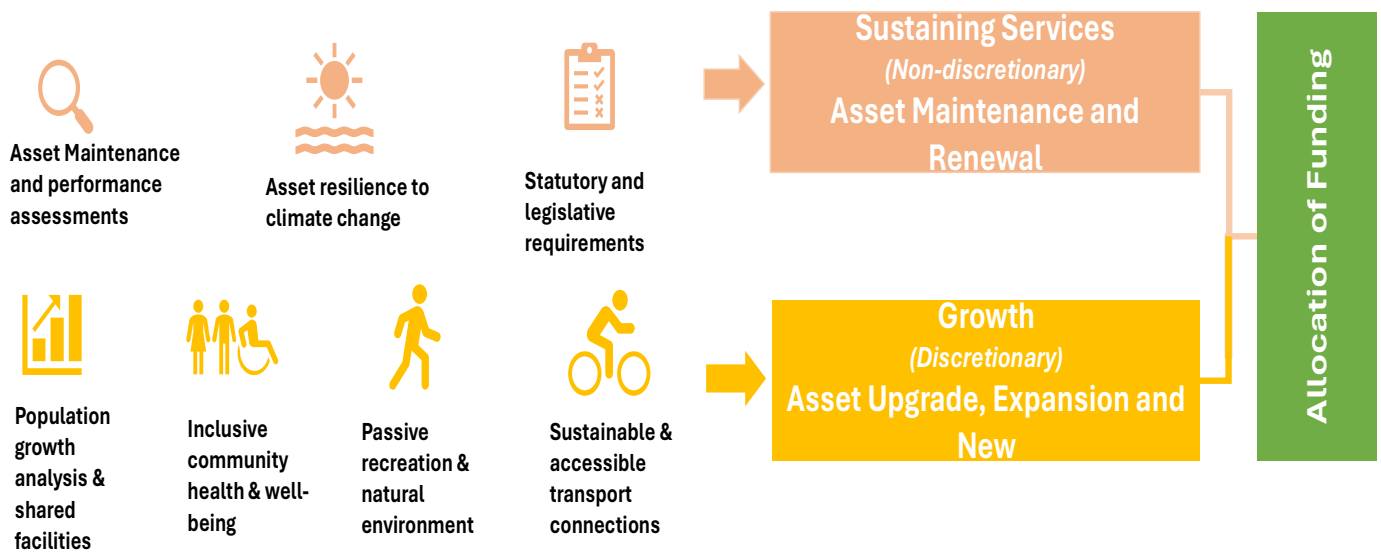 Asset Maintenance
and performance
assessments
Asset resilience to
climate change
Statutory and
legislative
requirements
Sustaining Services
(Non-discretionary)
Asset Maintenance and
Renewal
Population
growth
analysis &
shared
facilities
Inclusive
community
health & well-
being
Passive
recreation &
natural
environment
Sustainable &
accessible
transport
connections
Growth
(Discretionary)
Asset Upgrade, Expansion and
New
Allocation of Funding